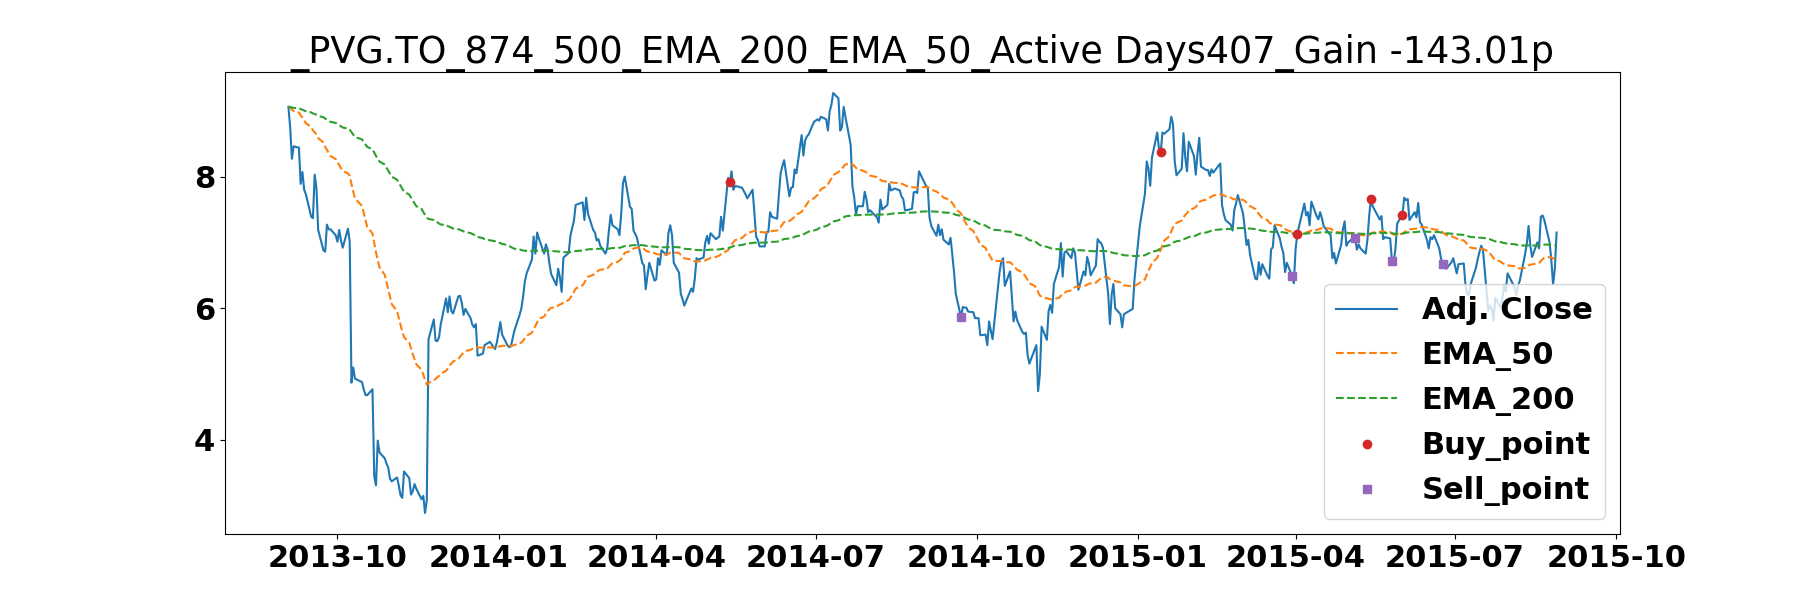 _PVG.TO_874_500_EMA_200_EMA_50_Active Days407_Gain -143.01p
8
6
4
Adj. Close
EMA_50
EMA_200
Buy_point
Sell_point
2013-10 2014-01 2014-04 2014-07 2014-10 2015-01 2015-04 2015-07 2015-10